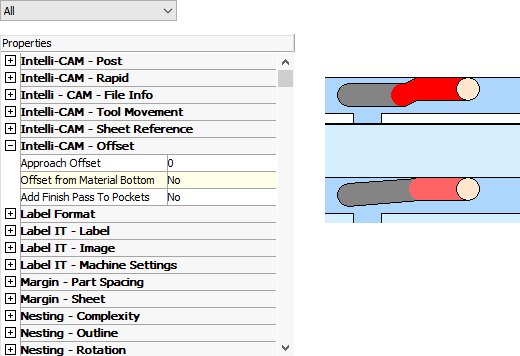 All
Properties
Intelli-CAM - Post
Intelli-CAM - Rapid
Intelli - CAM - File Info
Intelli-CAM - Tool Movement
Intelli-CAM - Sheet Reference
Intelli-CAM - Offset
Approach Offset 0
Offset from Material Bottom No
Add Finish Pass To Pockets No
Label Format
Label IT - Label
Label IT - Image
Label IT - Machine Settings
Margin - Part Spacing
Margin - Sheet
Nesting - Complexity
Nesting - Outline
Nesting - Rotation